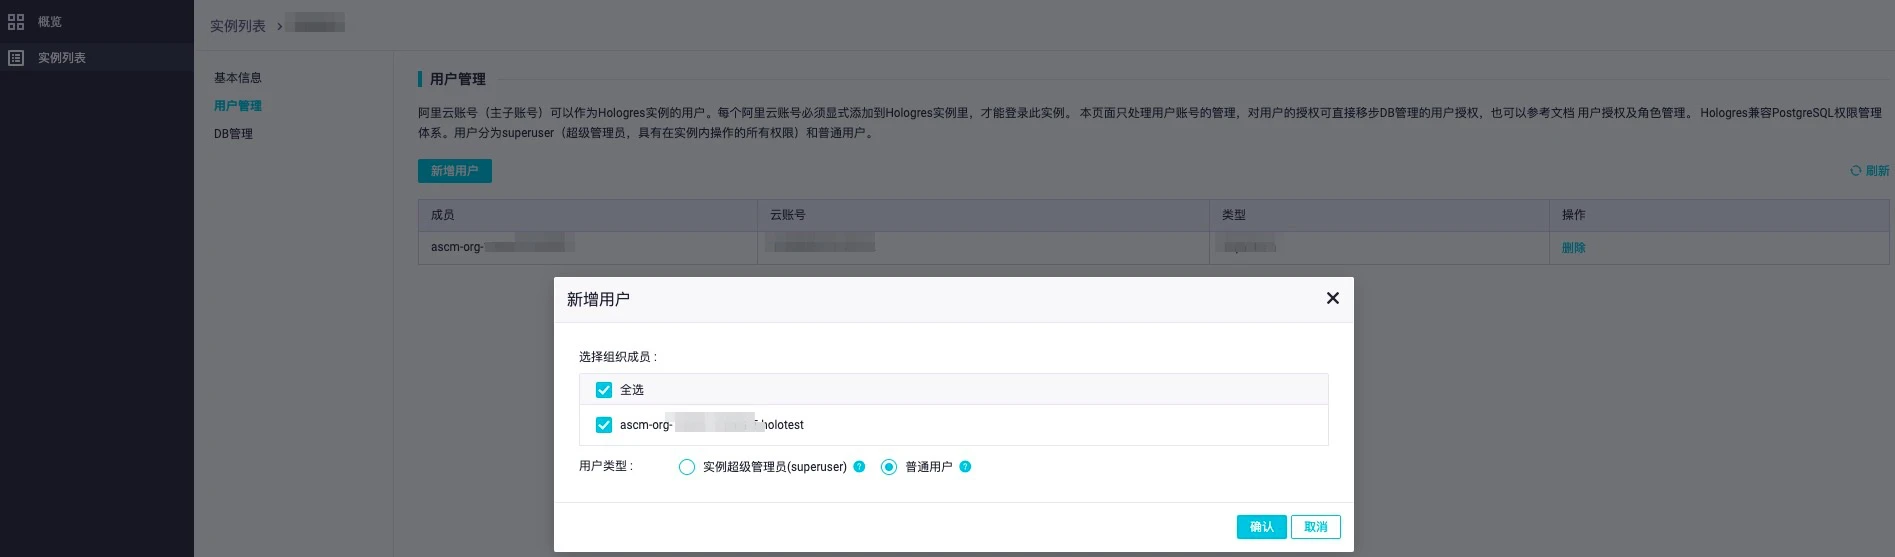 概览
实例列表
实例列表 >
基本信息
用户管理
DB管理
用户管理
阿里云账号（主子账号）可以作为Hologres实例的用户。每个阿里云账号必须显式添加到Hologres实例里，才能登录此实例。 本页面只处理用户账号的管理，对用户的授权可直接移步DB管理的用户授权，也可以参考文档 用户授权及角色管理。 Hologres兼容PostgreSQL权限管理
体系。用户分为superuser（超级管理员，具有在实例内操作的所有权限）和普通用户。
新增用户
刷新
成员 云账号 类型 操作
ascm-org- 删除
新增用户
选择组织成员 :
全选
ascm-org- holotest
用户类型 : 实例超级管理员(superuser) ? 普通用户 ?
确认 取消